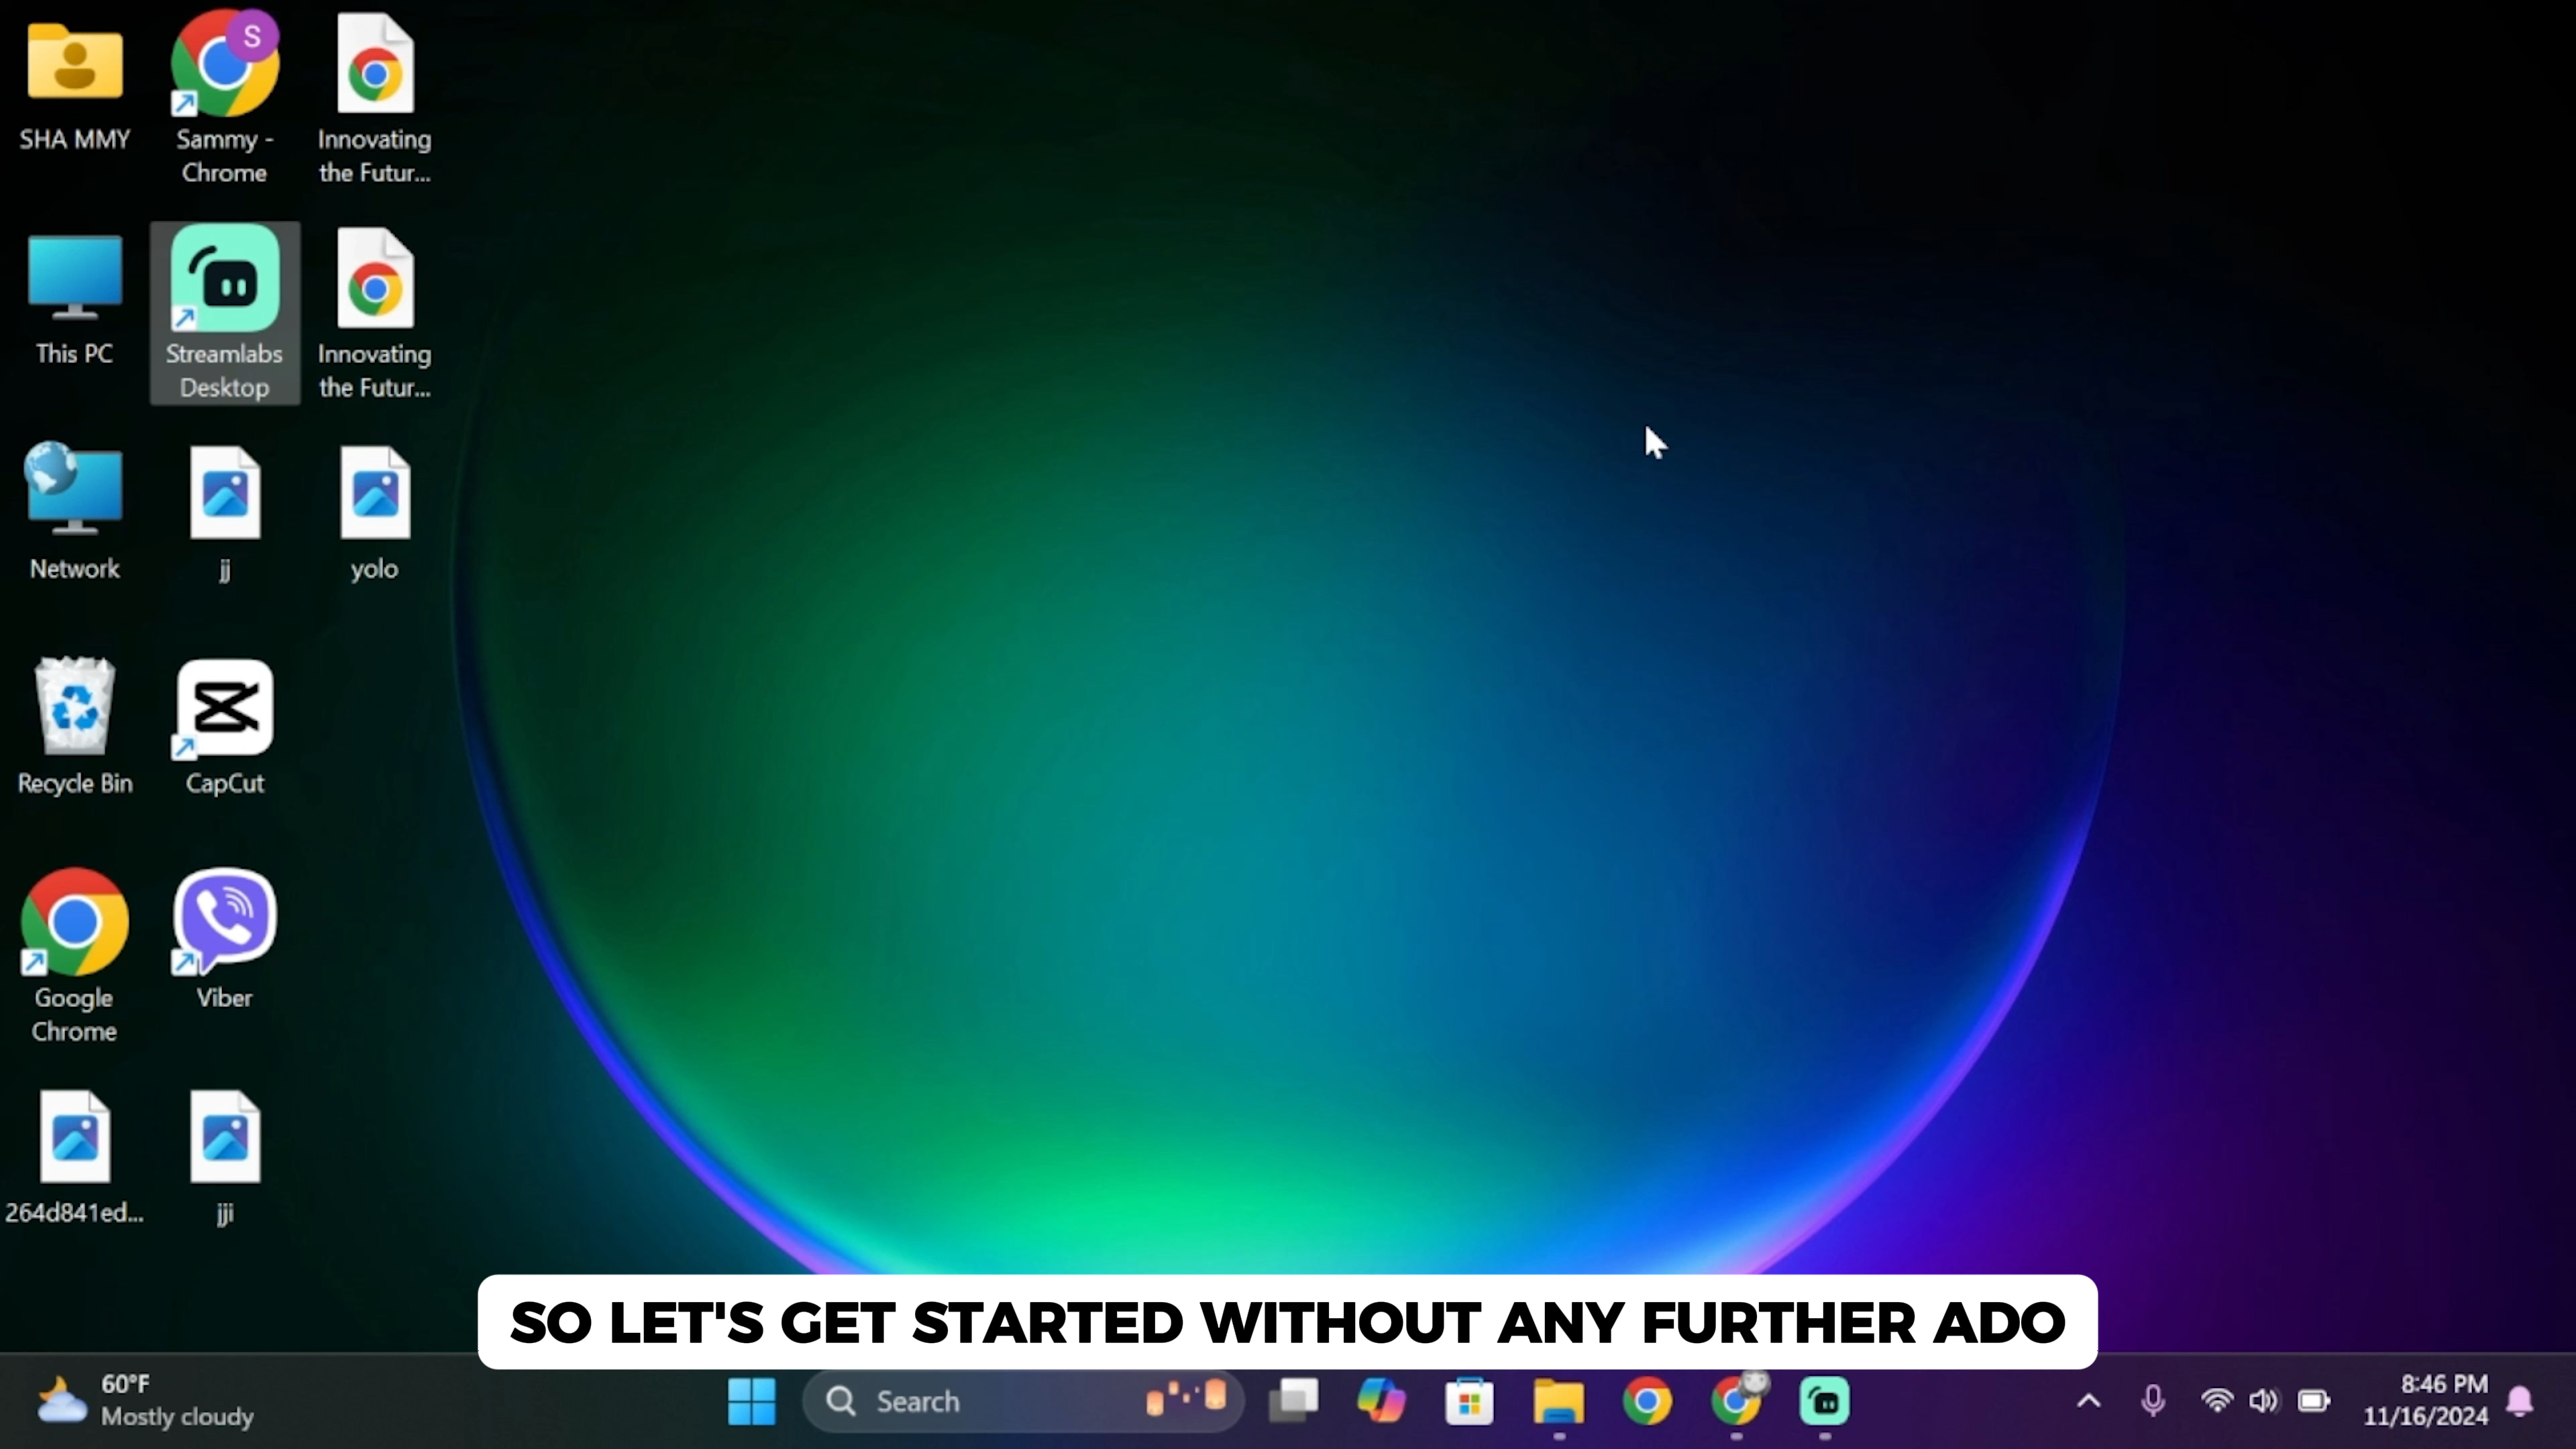 SHA MMY
Sammy -
Chrome
S
Innovating
the Futur...
This PC
Streamlabs
Desktop
Innovating
the Futur...
Network
jj
yolo
Recycle Bin
CapCut
Google
Chrome
Viber
264d841ed...
jji
SO LET'S GET STARTED WITHOUT ANY FURTHER ADO
60°F
Mostly cloudy
Search
8:46 PM
11/16/2024